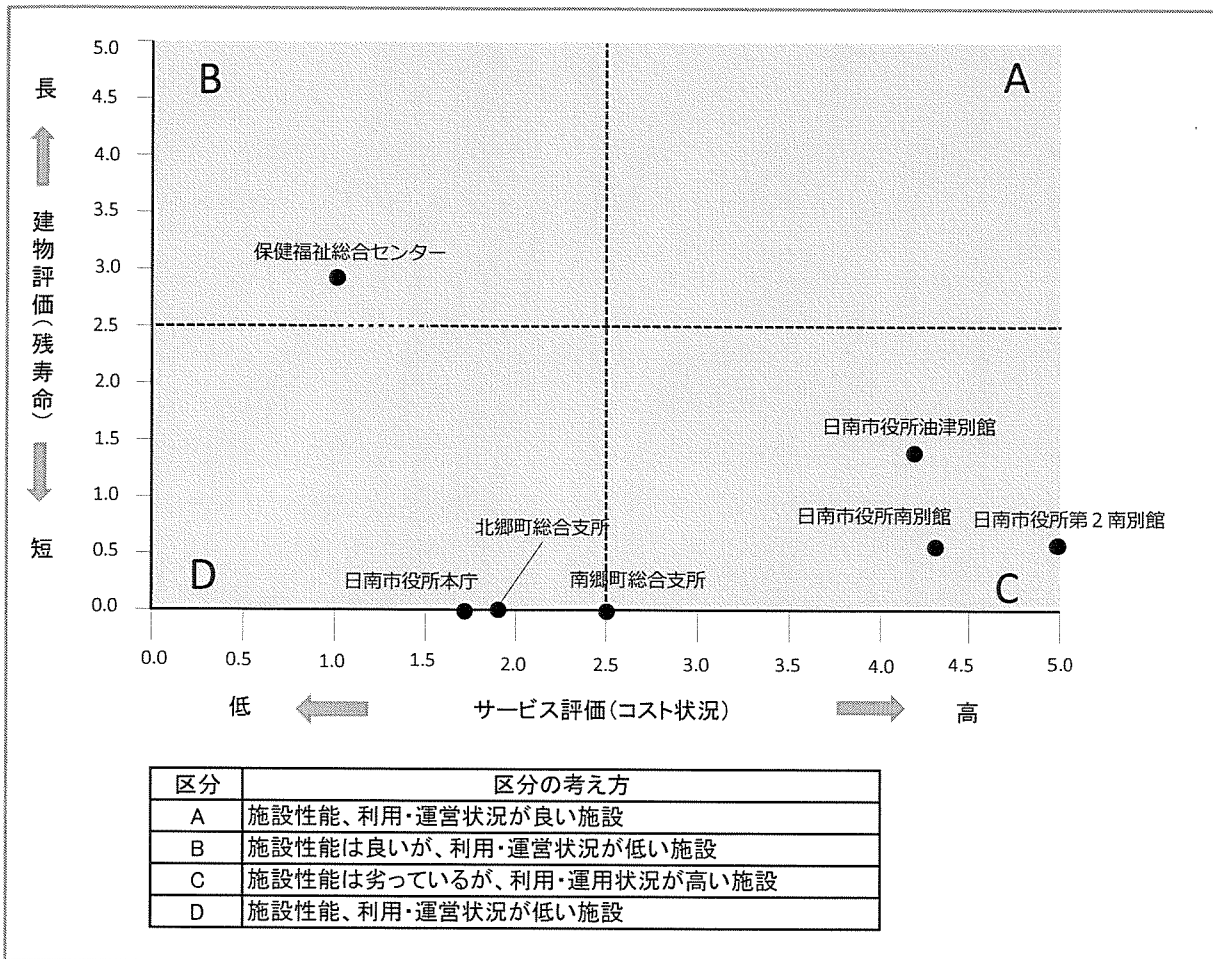 5.0
4.5
4.0
3.5
3.0
2.5
2.0
1.5
1.0
0.5
0.0
長
建物評価(残寿命)
短
B
A
保健福祉総合センター
日南市役所油津別館
日南市役所南別館
日南市役所第2南別館
北郷町総合支所
日南市役所本庁
南郷町総合支所
D
C
0.0 0.5 1.0 1.5 2.0 2.5 3.0 3.5 4.0 4.5 5.0
低 サービス評価(コスト状況) 高
区分 区分の考え方
A 施設性能、利用・運営状況が良い施設
B 施設性能は良いが、利用・運営状況が低い施設
C 施設性能は劣っているが、利用・運用状況が高い施設
D 施設性能、利用・運営状況が低い施設